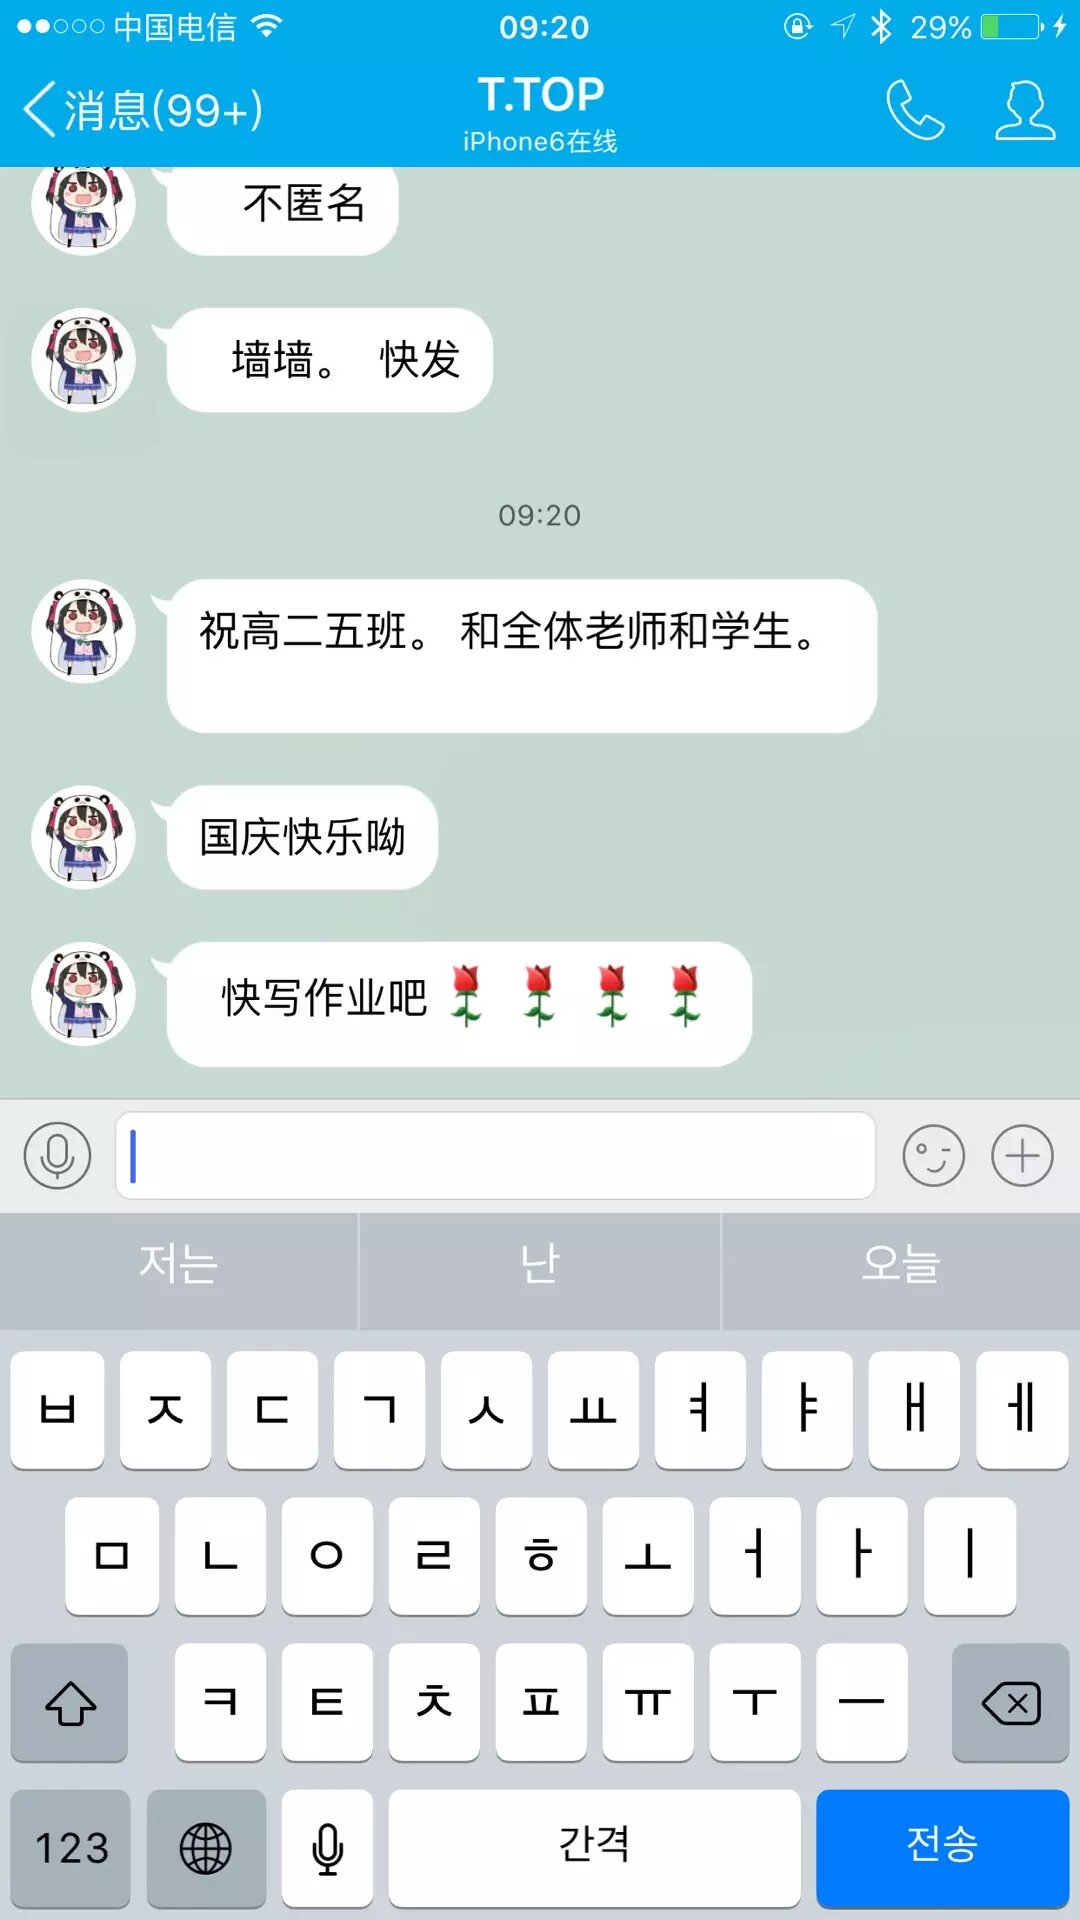 中国电信 09:20 29%
消息(99+) T.TOP
iPhone6在线
不匿名
墙墙。 快发
09:20
祝高二五班。 和全体老师和学生。
国庆快乐呦
快写作业吧🌹 🌹 🌹 🌹
저는 난 오늘
ㅂ ㅈ ㄷ ㄱ ㅅ ㅛ ㅕ ㅑ ㅐ ㅔ
ㅁ ㄴ ㅇ ㄹ ㅎ ㅗ ㅓ ㅏ ㅣ
ㅋ ㅌ ㅊ ㅍ ㅠ ㅜ ㅡ
123 간격 전송